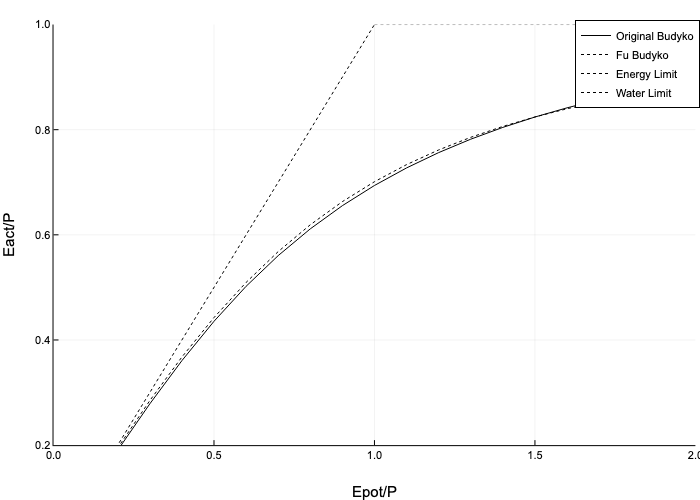 1.0
0.8
0.6
0.4
0.2
Eact/P
Original Budyko
Fu Budyko
Energy Limit
Water Limit
0.0 0.5 1.0 1.5 2.0
Epot/P